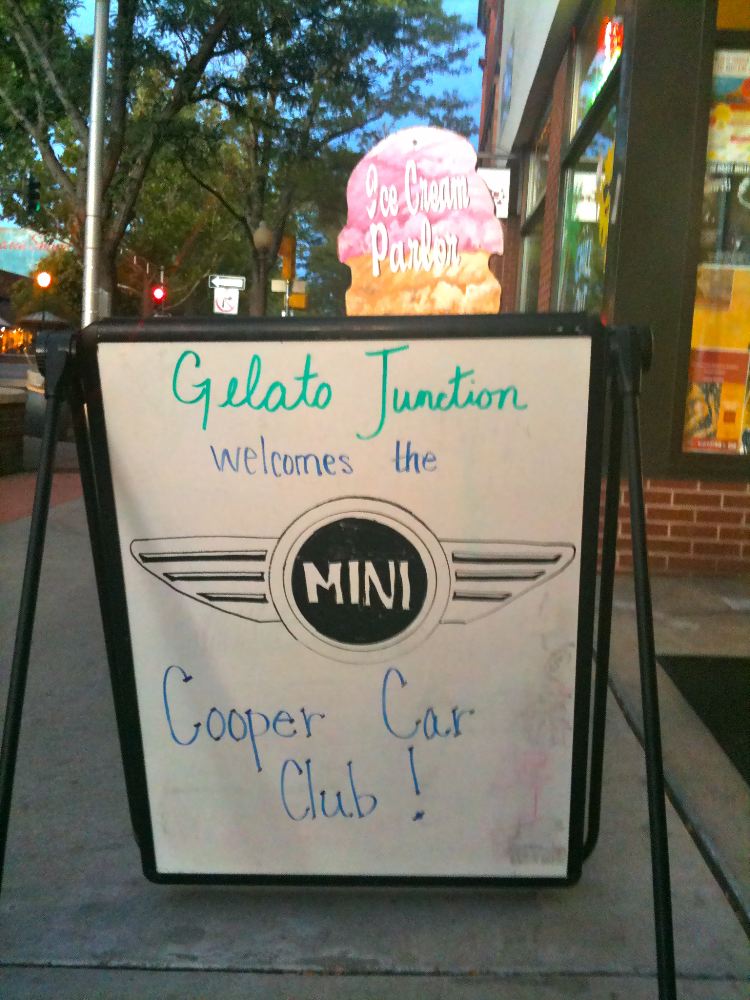 Ice Cream
Parlor
Gelato Junction
welcomes the
MINI
Cooper Car
Club!